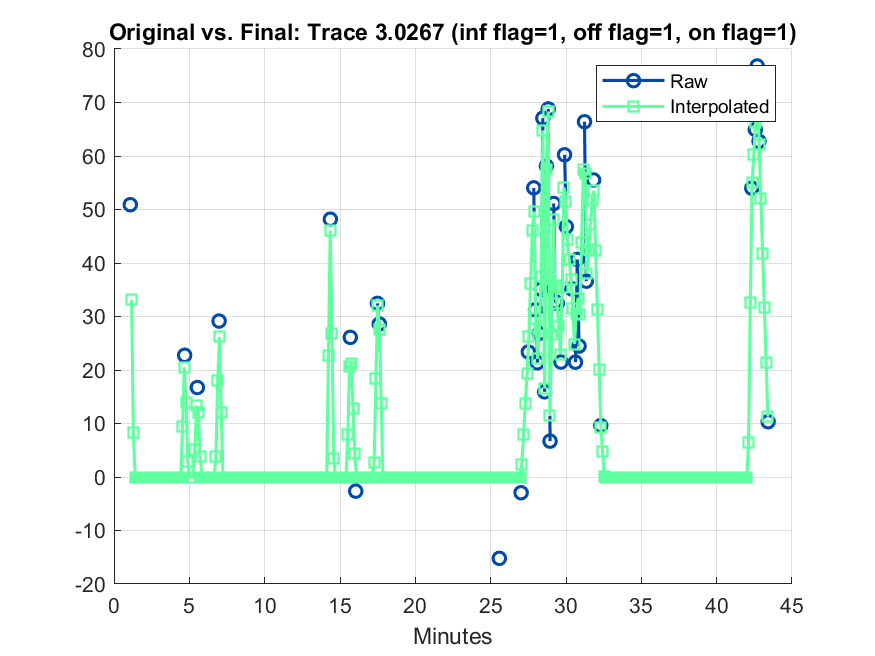 Original vs. Final: Trace 3.0267 (inf flag=1, off flag=1, on flag=1)
80
70
60
50
40
30
20
10
0
-10
-20
Raw
Interpolated
0 5 10 15 20 25 30 35 40 45
Minutes